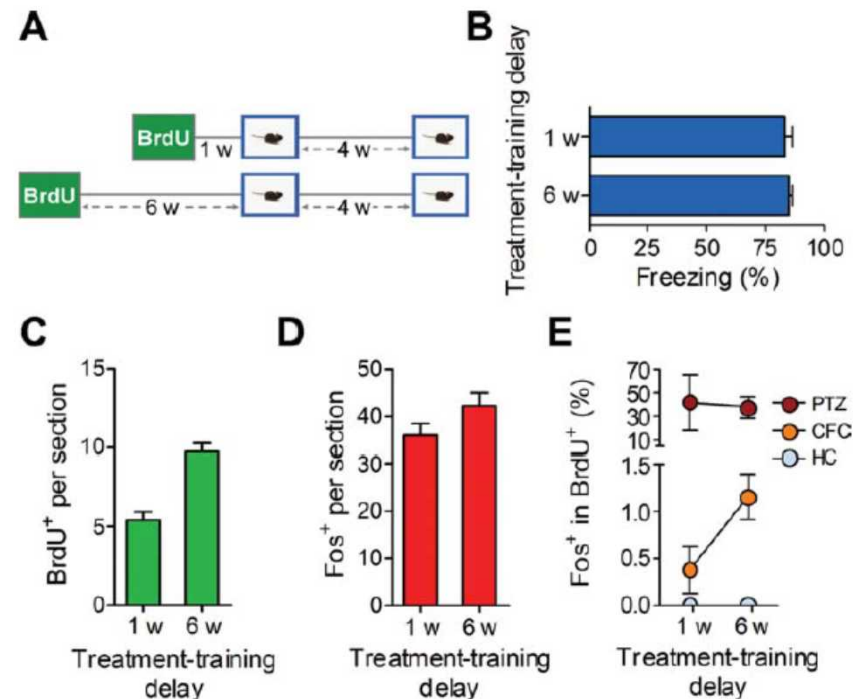 A
BrdU
1 w
4 w
BrdU
6 w
4 w
B
Treatment-training delay
1 w
6 w
0 25 50 75 100
Freezing (%)
C
BrdU+ per section
15
10
5
0
1 w 6 w
Treatment-training
delay
D
Fos+ per section
50
40
30
20
10
0
1 w 6 w
Treatment-training
delay
E
Fos+ in BrdU+ (%)
70
50
30
10
1.5
1.0
0.5
0.0
1 w 6 w
Treatment-training
delay
PTZ
CFC
HC